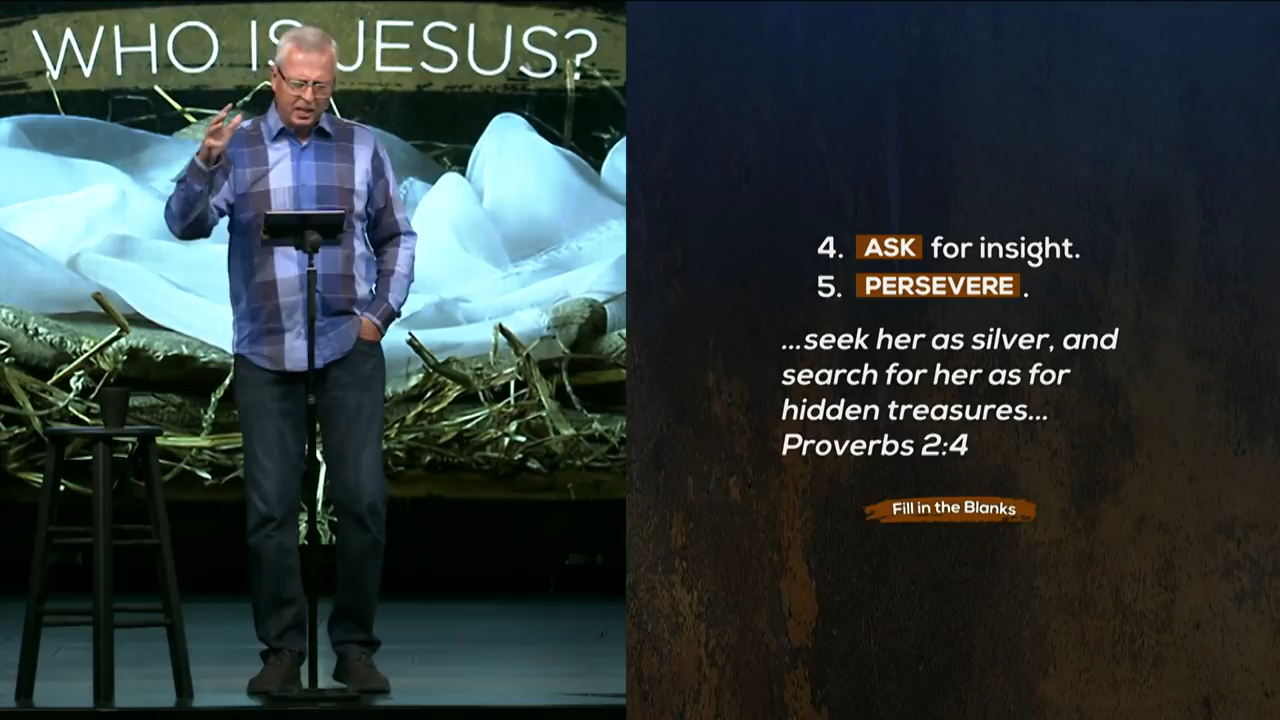 WHO IS JESUS?
4. ASK for insight.
5. PERSEVERE.
...seek her as silver, and
search for her as for
hidden treasures...
Proverbs 2:4
Fill in the Blanks